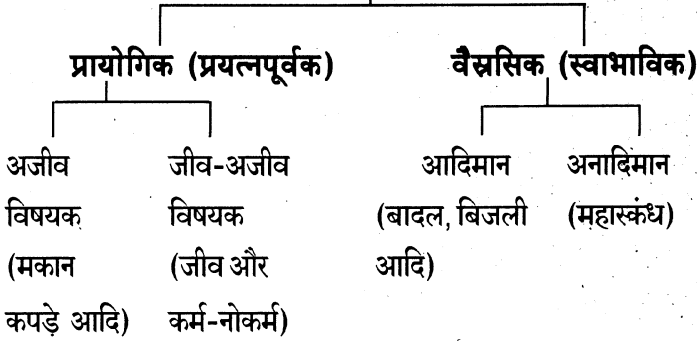 प्रायोगिक (प्रयत्नपूर्वक)
वैस्रसिक (स्वाभाविक)
अजीव
विषयक
(मकान
कपड़े आदि)
जीव-अजीव
विषयक
(जीव और
कर्म-नोकर्म)
आदिमान
(बादल, बिजली
आदि)
अनादिमान
(महास्कंध)